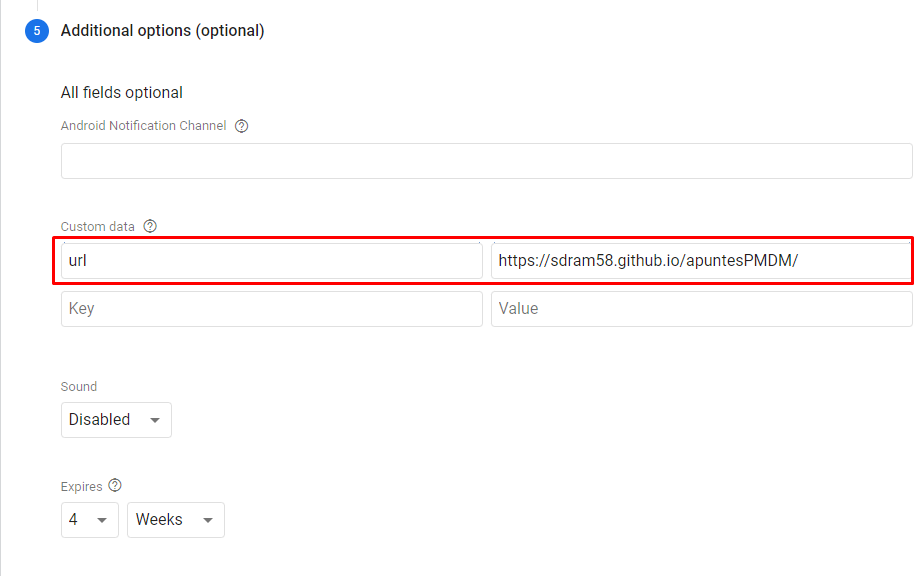 5 Additional options (optional)
All fields optional
Android Notification Channel ?
Custom data ?
url https://sdram58.github.io/apuntesPMDM/
Key Value
Sound
Disabled
Expires ?
4 Weeks